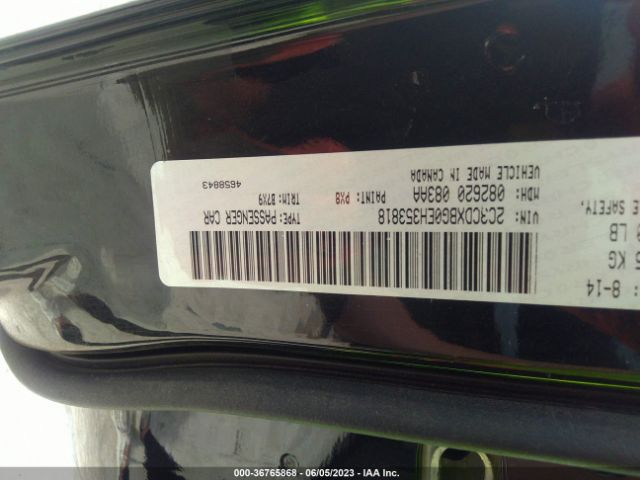 : 8-14
KG
LB
E SAFETY,
VIN: 2C3CDXBG0EH353818 TYPE: PASSENGER CAR
MDH: 082620 083AA PAINT: PX8 TRIM: B7X9
VEHICLE MADE IN CANADA 4658843
000-36765868 - 06/05/2023 - IAA Inc.